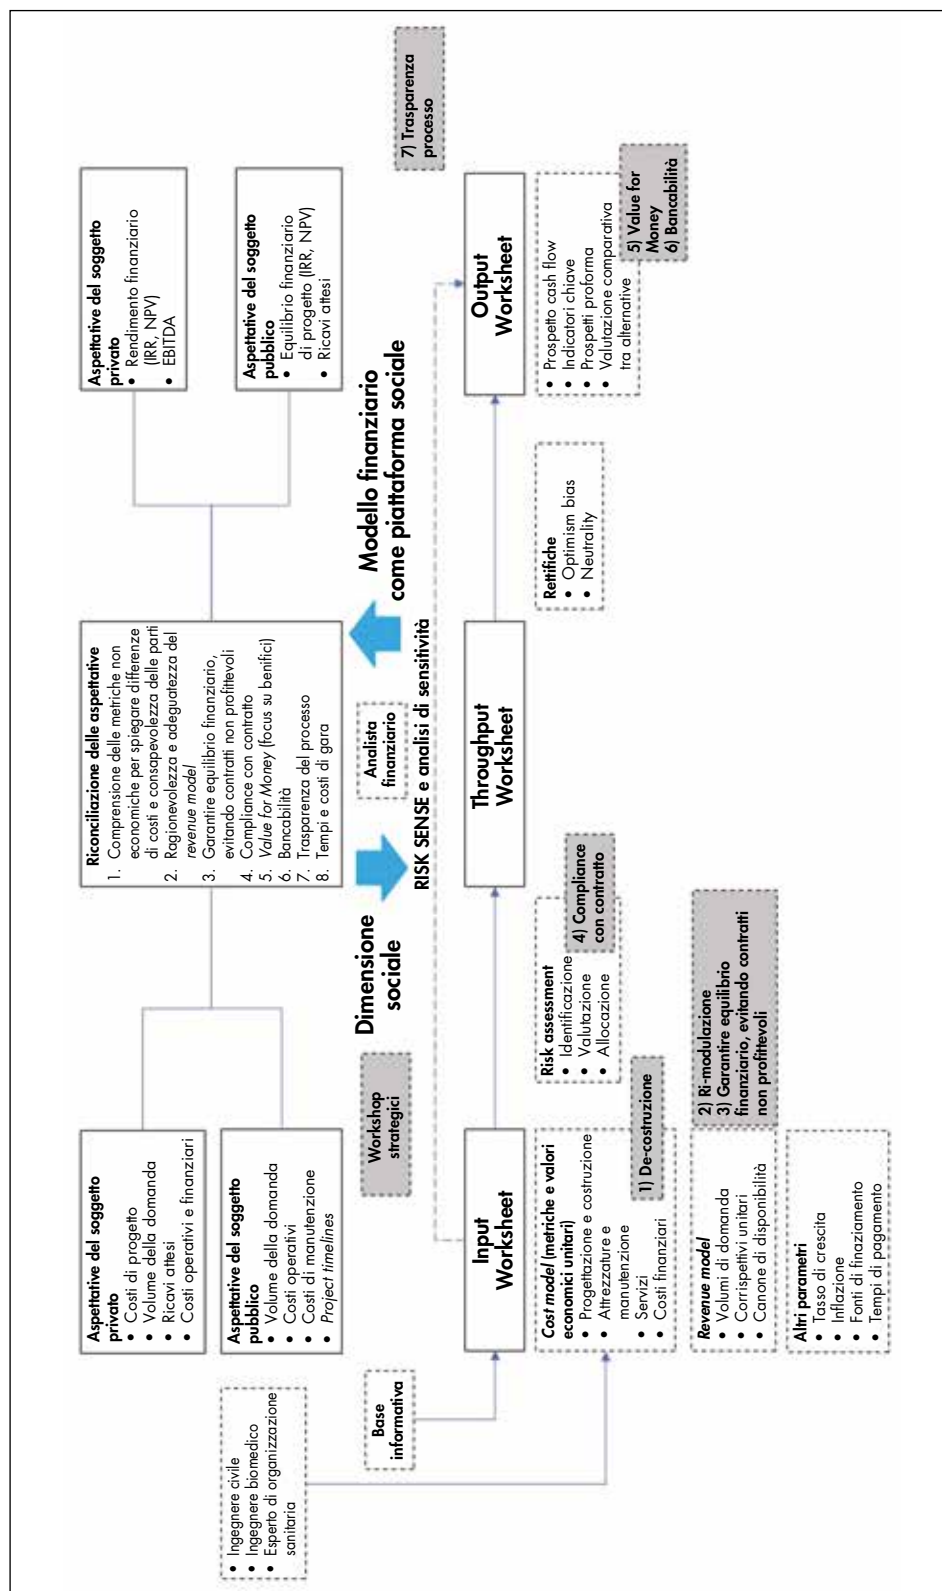 Aspettative del soggetto
privato
• Costi di progetto
• Volume della domanda
• Ricavi attesi
• Costi operativi e finanziari
Aspettative del soggetto
pubblico
• Volume della domanda
• Costi operativi
• Costi di manutenzione
• Project timelines
Riconciliazione delle aspettative
1. Comprensione delle metriche non
economiche per spiegare differenze
di costi e consapevolezza delle parti
2. Ragionevolezza e adeguatezza del
revenue model
3. Garantire equilibrio finanziario,
evitando contratti non profittevoli
4. Compliance con contratto
5. Value for Money (focus su benifici)
6. Bancabilità
7. Trasparenza del processo
8. Tempi e costi di gara
Aspettative del soggetto
privato
• Rendimento finanziario
(IRR, NPV)
• EBITDA
Aspettative del soggetto
pubblico
• Equilibrio finanziario
di progetto (IRR, NPV)
• Ricavi attesi
• Ingegnere civile
• Ingegnere biomedico
• Esperto di organizzazione
sanitaria
Workshop
strategici
Dimensione
sociale
Analista
finanziario
Modello finanziario
come piattaforma sociale
7) Trasparenza
processo
RISK SENSE e analisi di sensitività
Base
informativa
Input
Worksheet
Throughput
Worksheet
Output
Worksheet
Cost model (metriche e valori
economici unitari)
• Progettazione e costruzione
• Attrezzature e
manutenzione
• Servizi
• Costi finanziari
1) De-costruzione
Risk assessment
• Identificazione
• Valutazione
• Allocazione
4) Compliance
con contratto
Rettifiche
• Optimism bias
• Neutrality
• Prospetto cash flow
• Indicatori chiave
• Prospetti proforma
• Valutazione comparativa
tra alternative
5) Value for
Money
6) Bancabilità
Revenue model
• Volumi di domanda
• Corrispettivi unitari
• Canone di disponibilità
2) Ri-modulazione
3) Garantire equilibrio
finanziario, evitando contratti
non profittevoli
Altri parametri
• Tasso di crescita
• Inflazione
• Fonti di finaziamento
• Tempi di pagamento